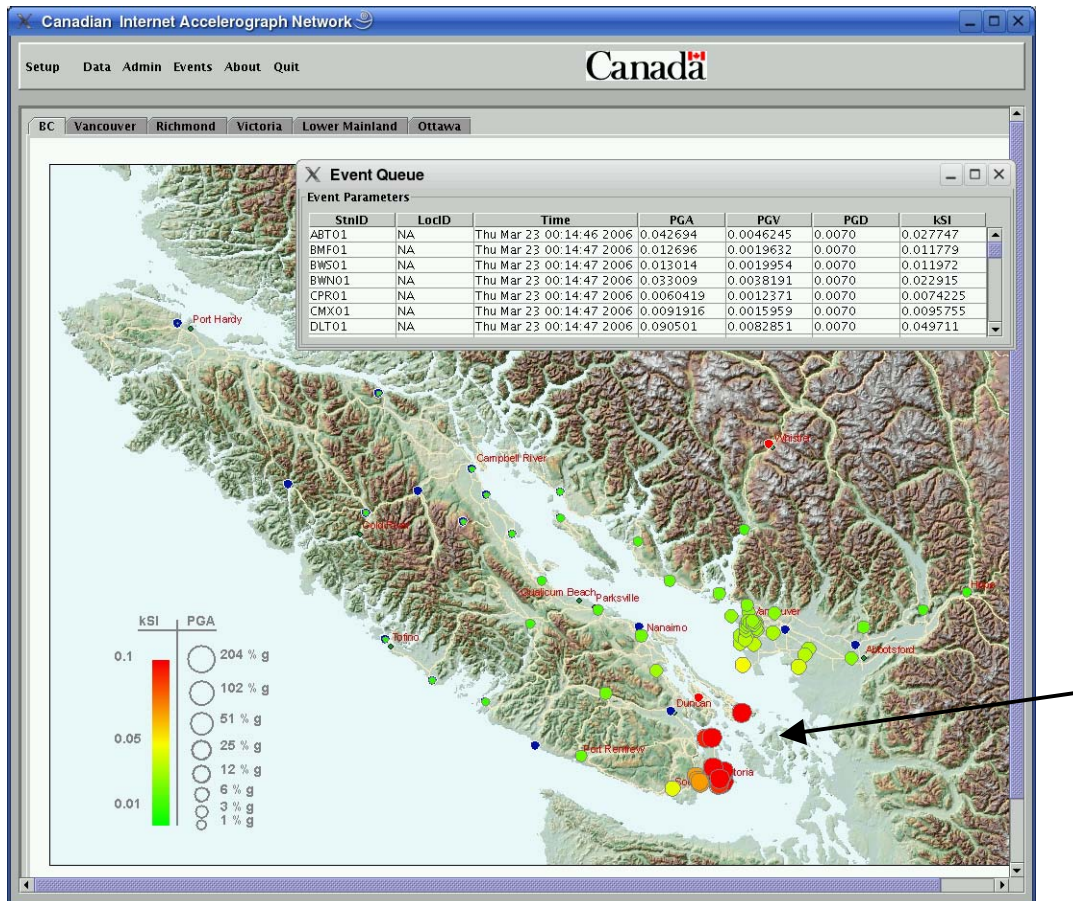 Canadian Internet Accelerograph Network
Setup Data Admin Events About Quit
Canada
BC Vancouver Richmond Victoria Lower Mainland Ottawa
Event Queue
Event Parameters
StnID LocID Time PGA PGV PGD kSI
ABT01 NA Thu Mar 23 00:14:46 2006 0.042694 0.0046245 0.0070 0.027747
BMF01 NA Thu Mar 23 00:14:47 2006 0.012696 0.0019632 0.0070 0.011779
BWS01 NA Thu Mar 23 00:14:47 2006 0.013014 0.0019954 0.0070 0.011972
BWN01 NA Thu Mar 23 00:14:47 2006 0.033009 0.0038191 0.0070 0.022915
CPR01 NA Thu Mar 23 00:14:47 2006 0.0060419 0.0012371 0.0070 0.0074225
CMX01 NA Thu Mar 23 00:14:47 2006 0.0091916 0.0015959 0.0070 0.0095755
DLT01 NA Thu Mar 23 00:14:47 2006 0.090501 0.0082851 0.0070 0.049711
Port Hardy
Campbell River
Parksville
Nanaimo
Abbotsford
Tofino
Duncan
Port Renfrew
kSI PGA
0.1 204 % g
102 % g
51 % g
0.05 25 % g
12 % g
6 % g
0.01 3 % g
1 % g